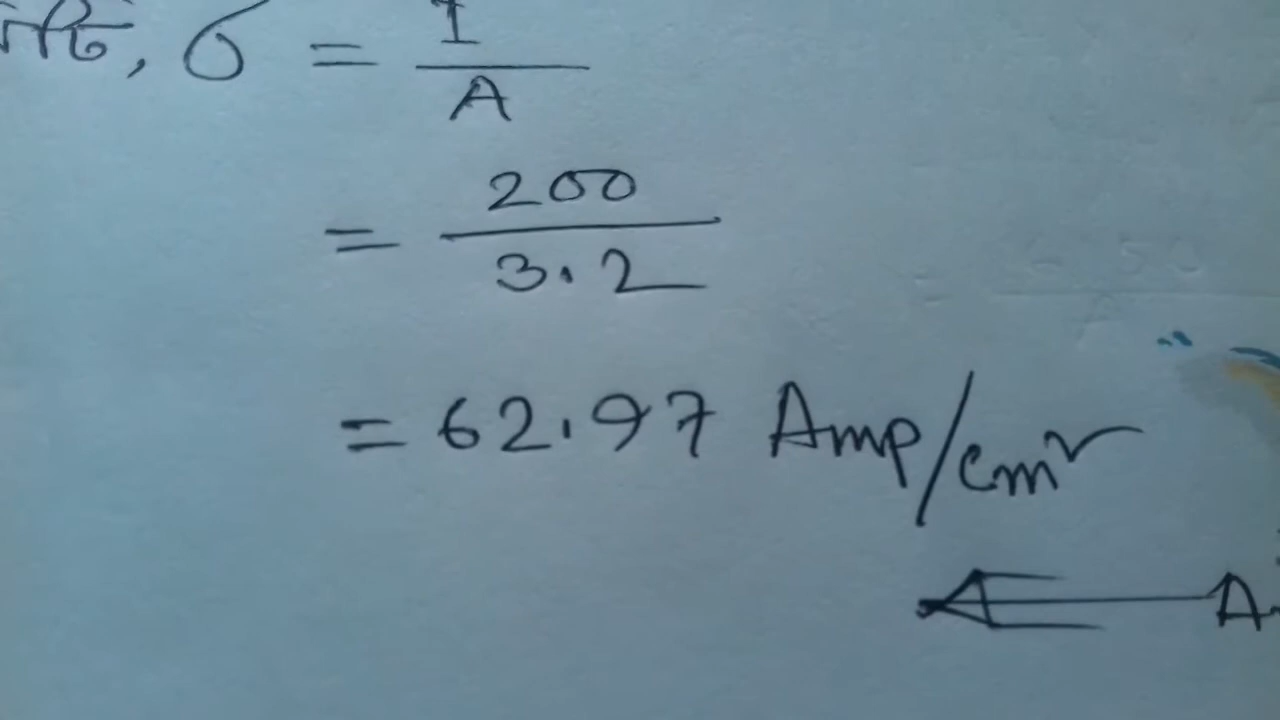 σ = I / A
= 200 / 3.2
= 62.97 Amp/cm²